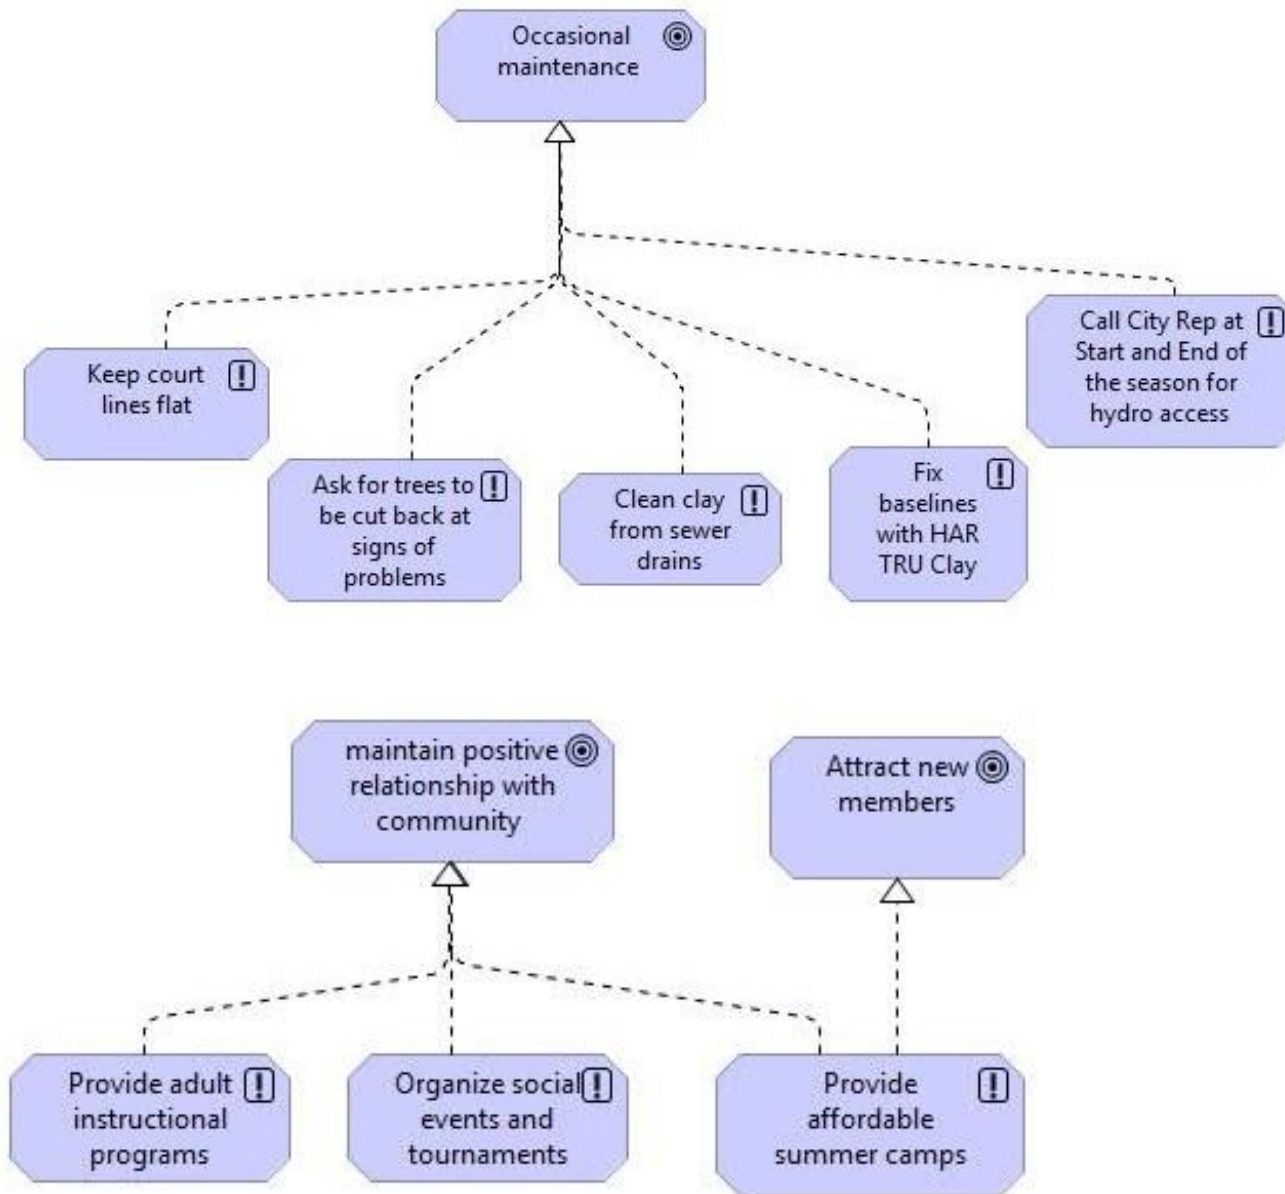 Occasional
maintenance
Keep court
lines flat
Ask for trees to
be cut back at
signs of
problems
Clean clay
from sewer
drains
Fix
baselines
with HAR
TRU Clay
Call City Rep at
Start and End of
the season for
hydro access
maintain positive
relationship with
community
Attract new
members
Provide adult
instructional
programs
Organize social
events and
tournaments
Provide
affordable
summer camps